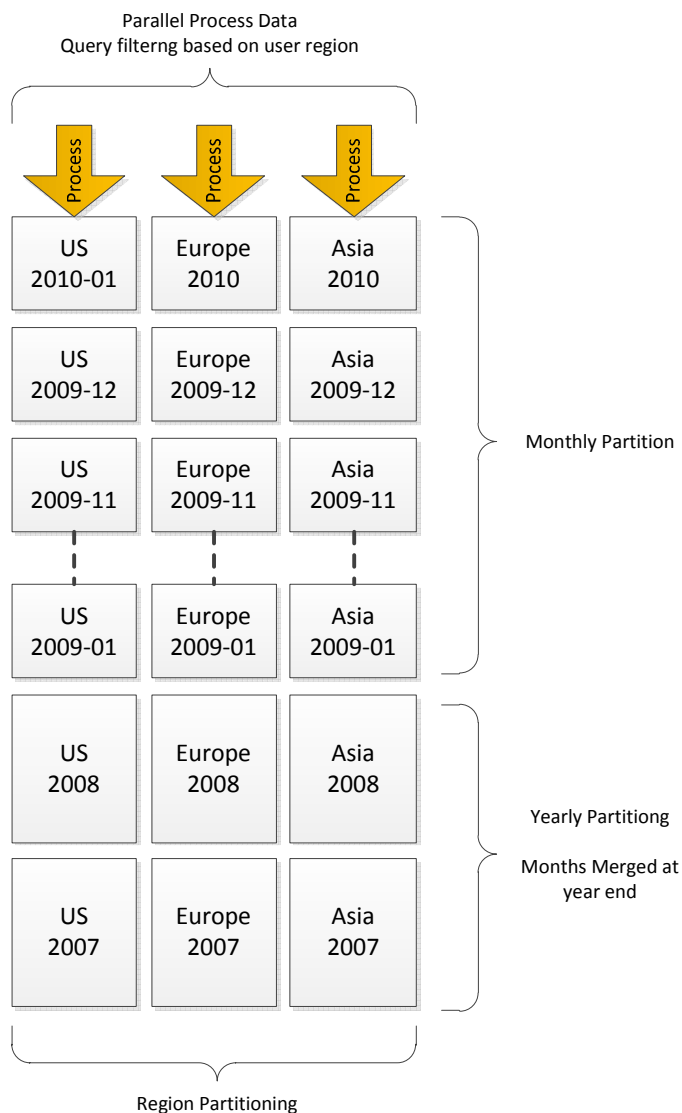 Parallel Process Data
Query filterng based on user region
Process
Process
Process
US
2010-01
Europe
2010
Asia
2010
US
2009-12
Europe
2009-12
Asia
2009-12
US
2009-11
Europe
2009-11
Asia
2009-11
Monthly Partition
US
2009-01
Europe
2009-01
Asia
2009-01
US
2008
Europe
2008
Asia
2008
Yearly Partitiong
Months Merged at
year end
US
2007
Europe
2007
Asia
2007
Region Partitioning